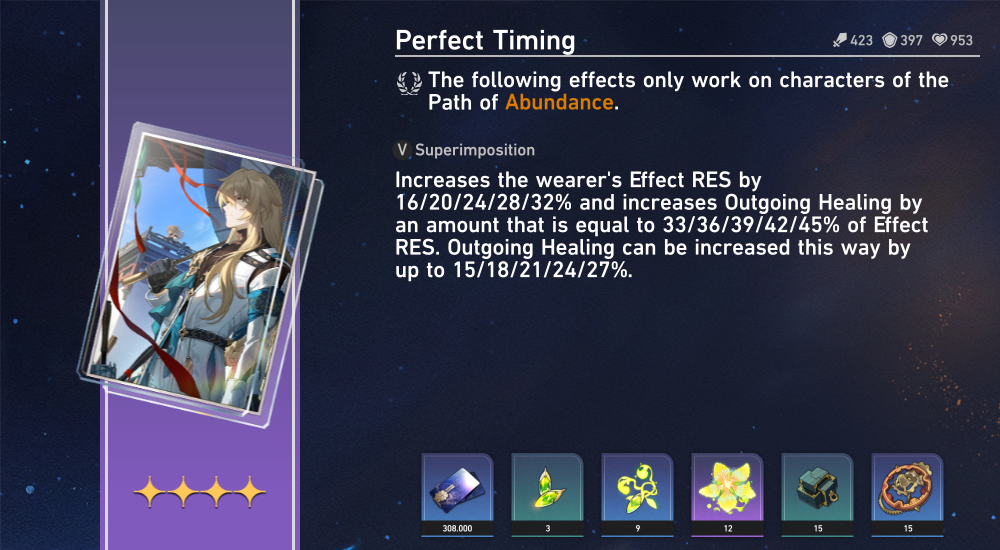 Perfect Timing
423 397 953
The following effects only work on characters of the
Path of Abundance.
V Superimposition
Increases the wearer's Effect RES by
16/20/24/28/32% and increases Outgoing Healing by
an amount that is equal to 33/36/39/42/45% of Effect
RES. Outgoing Healing can be increased this way by
up to 15/18/21/24/27%.
308.000 3 9 12 15 15